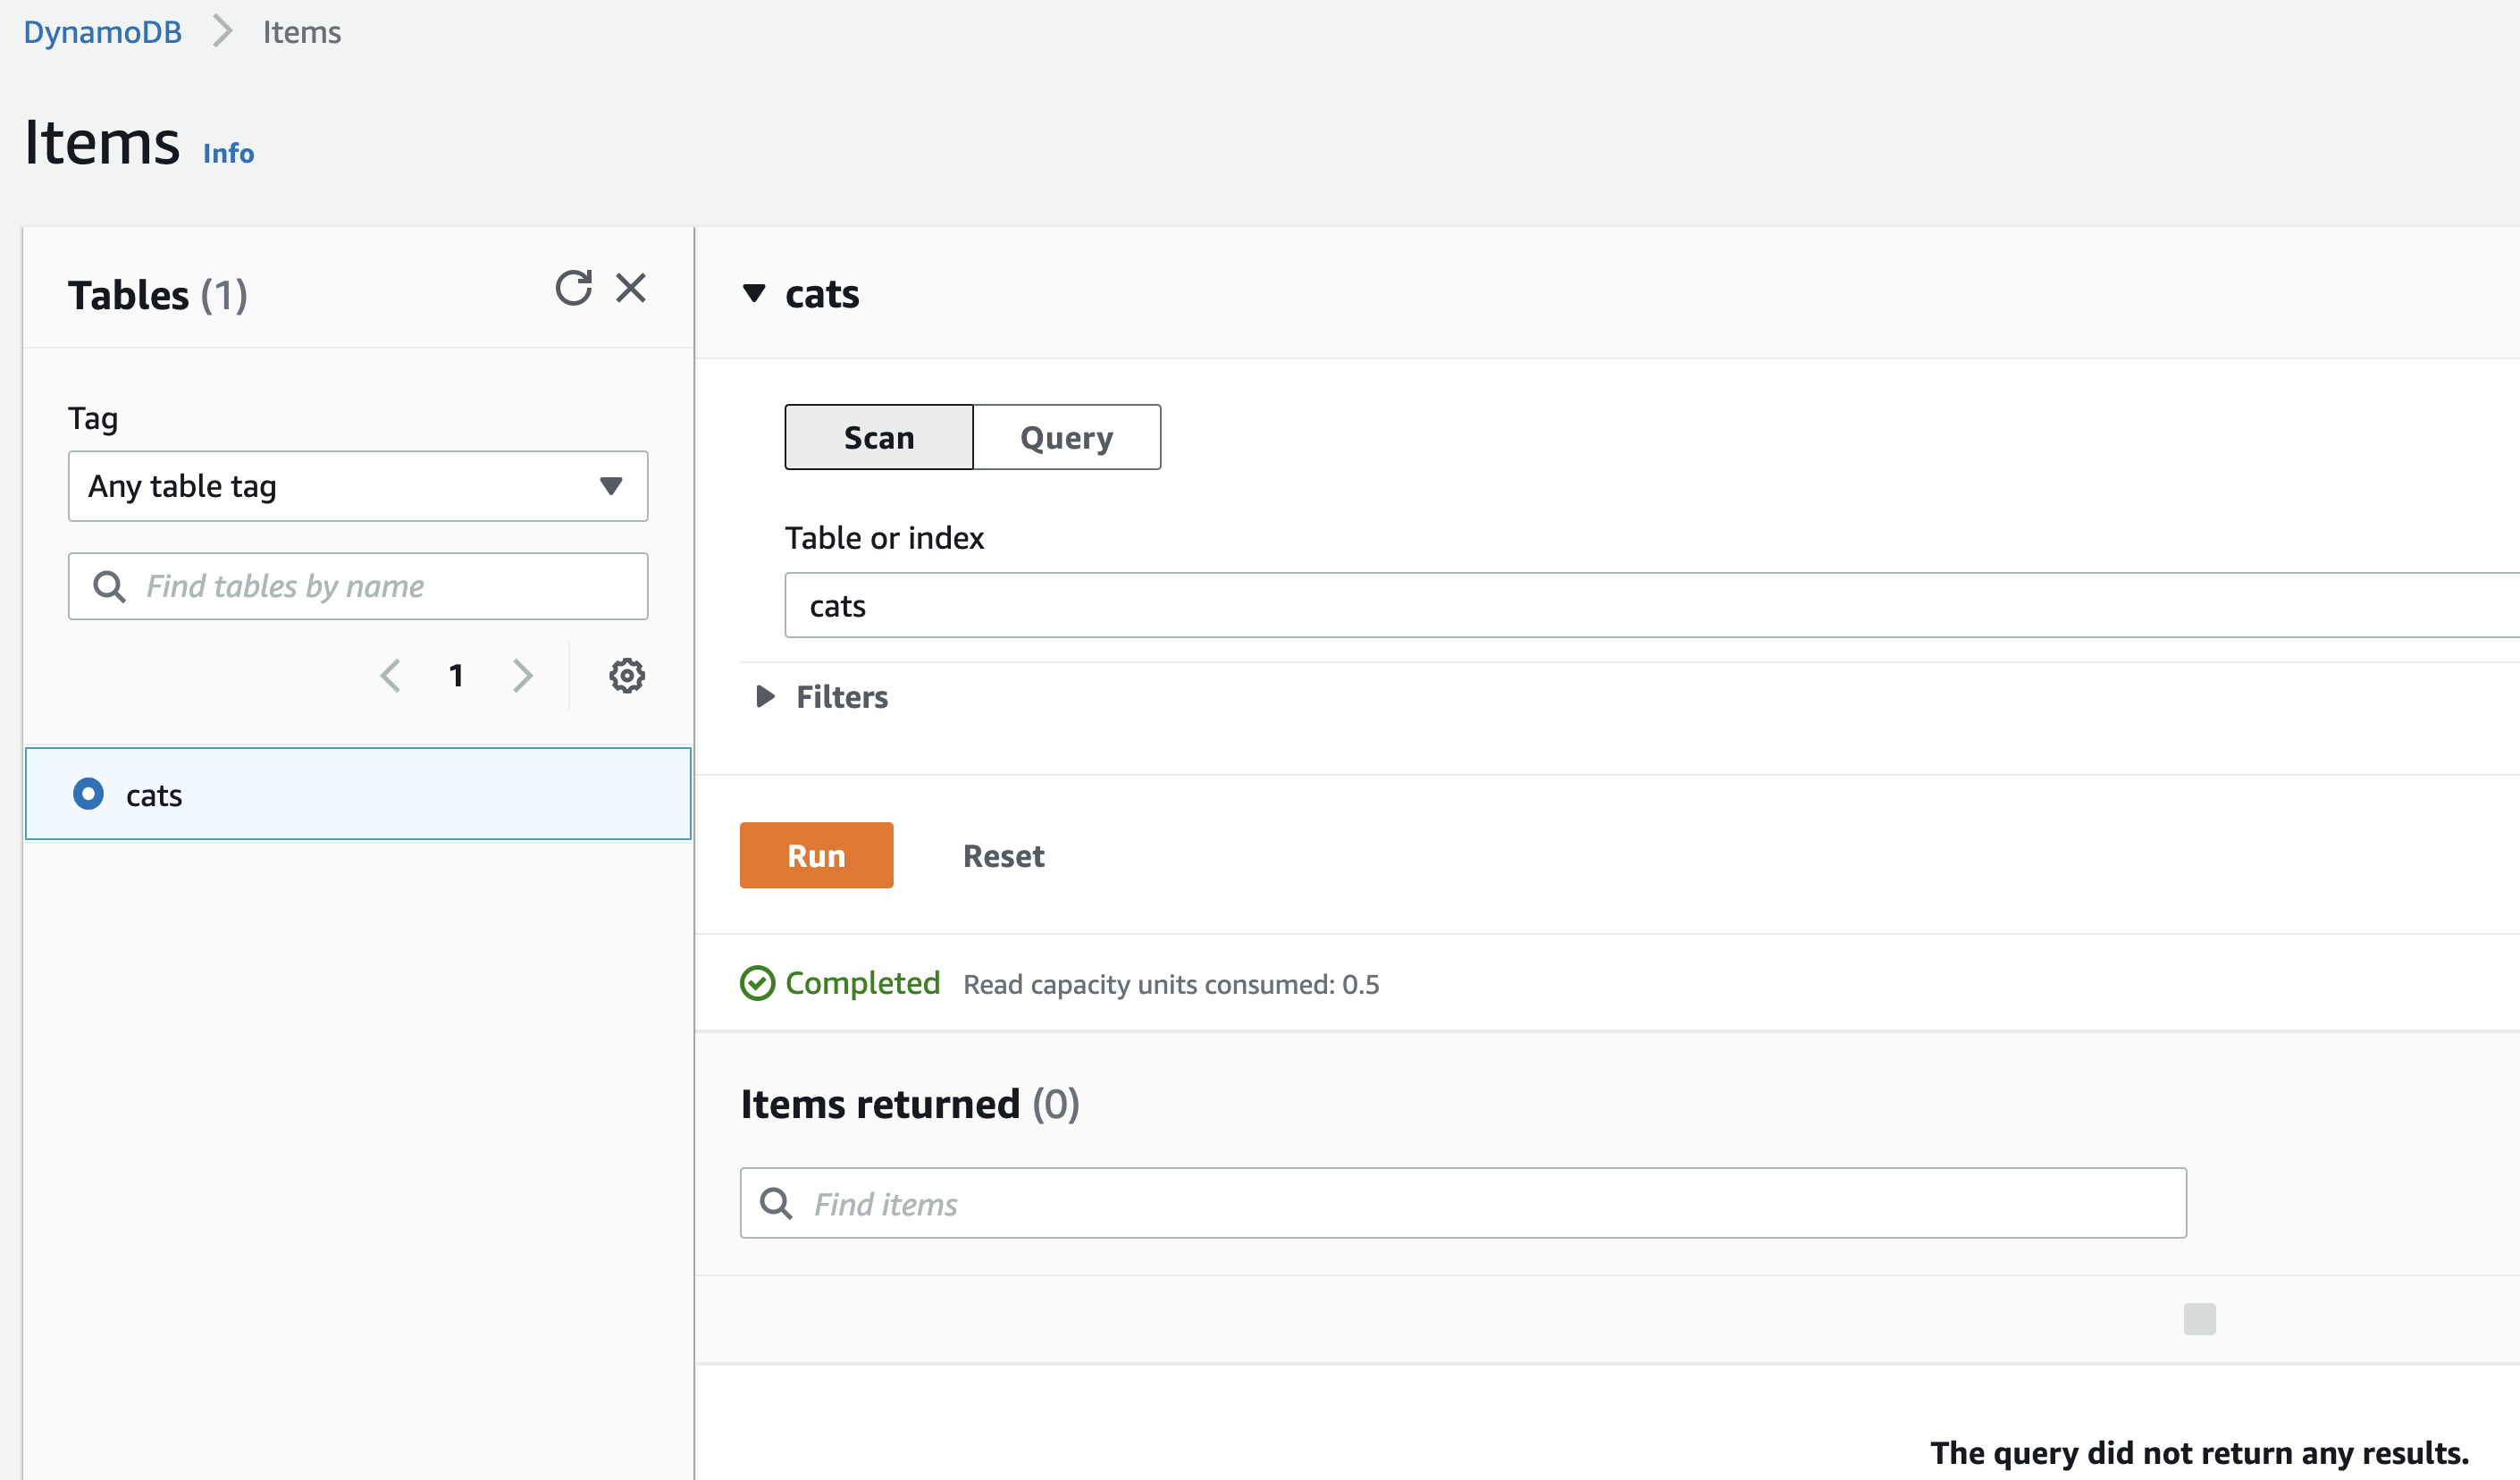 DynamoDB Items
Items Info
Tables (1)
Tag
Any table tag
Find tables by name
1
cats
cats
Scan Query
Table or index
cats
Filters
Run Reset
Completed Read capacity units consumed: 0.5
Items returned (0)
Find items
The query did not return any results.